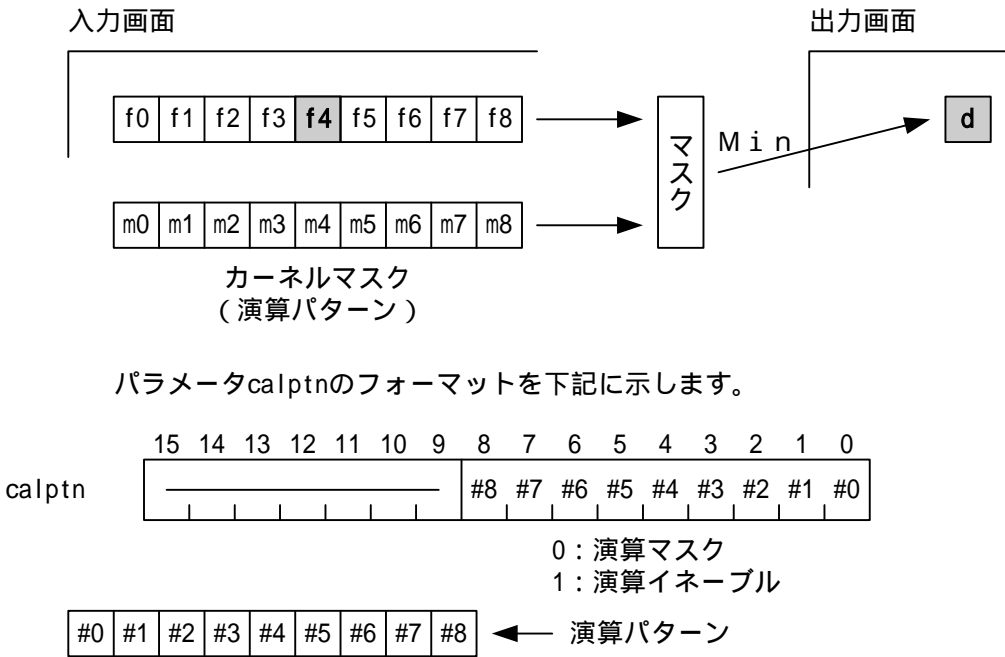 入力画面
出力画面
f0 f1 f2 f3 f4 f5 f6 f7 f8
マスク
Ｍｉｎ
d
m0 m1 m2 m3 m4 m5 m6 m7 m8
カーネルマスク
（演算パターン）
パラメータcalptnのフォーマットを下記に示します。
15 14 13 12 11 10 9 8 7 6 5 4 3 2 1 0
calptn #8 #7 #6 #5 #4 #3 #2 #1 #0
0：演算マスク
1：演算イネーブル
#0 #1 #2 #3 #4 #5 #6 #7 #8 演算パターン